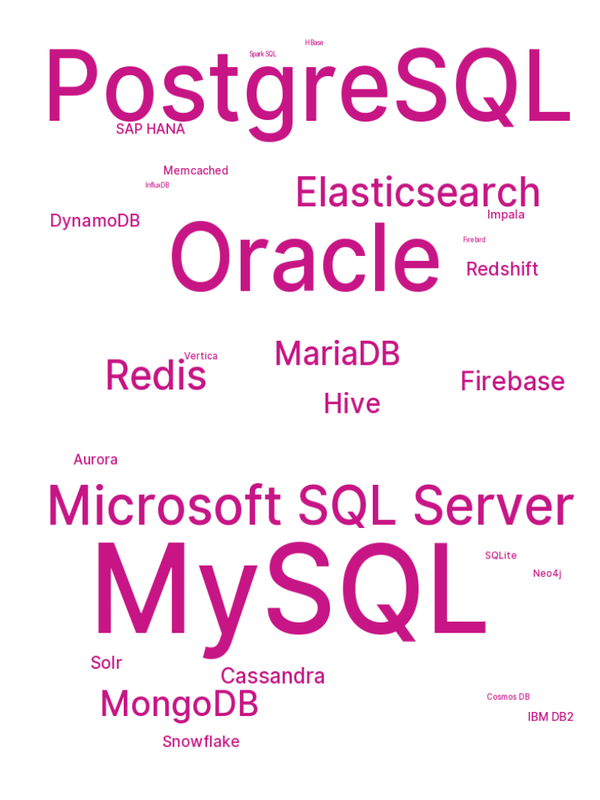 HBase
Spark SQL
PostgreSQL
SAP HANA
Memcached
InfluxDB
Elasticsearch
Impala
DynamoDB
Oracle
Firebird
Redshift
MariaDB
Vertica
Redis
Firebase
Hive
Aurora
Microsoft SQL Server
MySQL
SQLite
Neo4j
Solr
Cassandra
MongoDB
Cosmos DB
IBM DB2
Snowflake